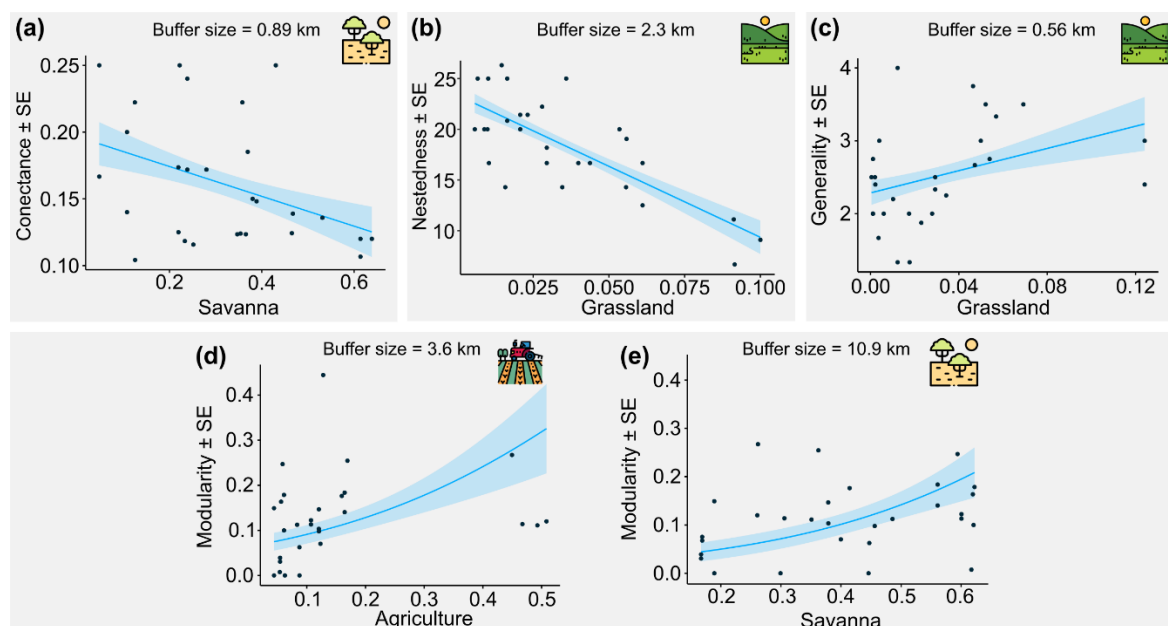 (a)
Buffer size = 0.89 km
Conectance ± SE
0.25
0.20
0.15
0.10
0.2
0.4
0.6
Savanna
(b)
Buffer size = 2.3 km
Nestedness ± SE
25
20
15
10
0.025
0.050
0.075
0.100
Grassland
(c)
Buffer size = 0.56 km
Generality ± SE
4
3
2
0.00
0.04
0.08
0.12
Grassland
(d)
Buffer size = 3.6 km
Modularity ± SE
0.4
0.3
0.2
0.1
0.0
0.1
0.2
0.3
0.4
0.5
Agriculture
(e)
Buffer size = 10.9 km
Modularity ± SE
0.4
0.3
0.2
0.1
0.0
0.2
0.3
0.4
0.5
0.6
Savanna